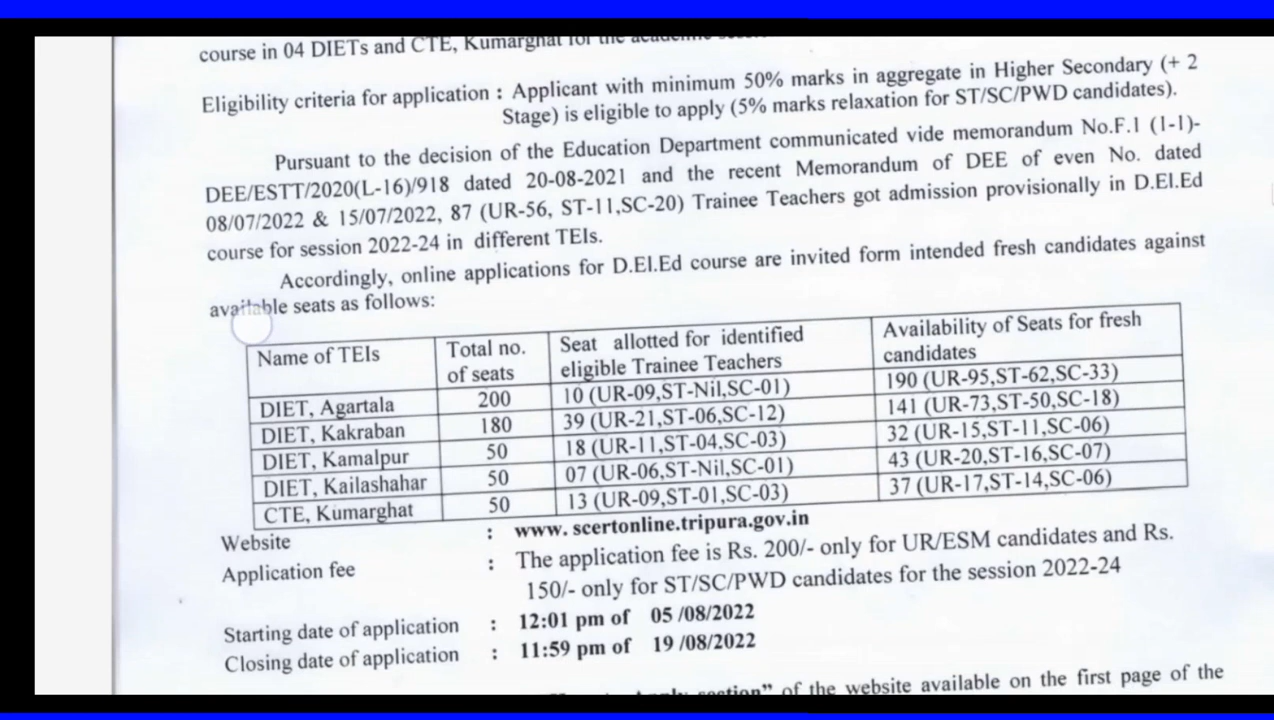 course in 04 DIETs and CTE, Kumarghat for the academic
Eligibility criteria for application : Applicant with minimum 50% marks in aggregate in Higher Secondary (+ 2
Stage) is eligible to apply (5% marks relaxation for ST/SC/PWD candidates).
Pursuant to the decision of the Education Department communicated vide memorandum No.F.1 (1-1)-
DEE/ESTT/2020(L-16)/918 dated 20-08-2021 and the recent Memorandum of DEE of even No. dated
08/07/2022 & 15/07/2022, 87 (UR-56, ST-11,SC-20) Trainee Teachers got admission provisionally in D.El.Ed
course for session 2022-24 in different TEIs.
Accordingly, online applications for D.El.Ed course are invited form intended fresh candidates against
available seats as follows:
Name of TEIs Total no. of seats Seat allotted for identified eligible Trainee Teachers Availability of Seats for fresh candidates
DIET, Agartala 200 10 (UR-09,ST-Nil,SC-01) 190 (UR-95,ST-62,SC-33)
DIET, Kakraban 180 39 (UR-21,ST-06,SC-12) 141 (UR-73,ST-50,SC-18)
DIET, Kamalpur 50 18 (UR-11,ST-04,SC-03) 32 (UR-15,ST-11,SC-06)
DIET, Kailashahar 50 07 (UR-06,ST-Nil,SC-01) 43 (UR-20,ST-16,SC-07)
CTE, Kumarghat 50 13 (UR-09,ST-01,SC-03) 37 (UR-17,ST-14,SC-06)
Website : www. scertonline.tripura.gov.in
Application fee : The application fee is Rs. 200/- only for UR/ESM candidates and Rs.
150/- only for ST/SC/PWD candidates for the session 2022-24
Starting date of application : 12:01 pm of 05 /08/2022
Closing date of application : 11:59 pm of 19 /08/2022
section" of the website available on the first page of the